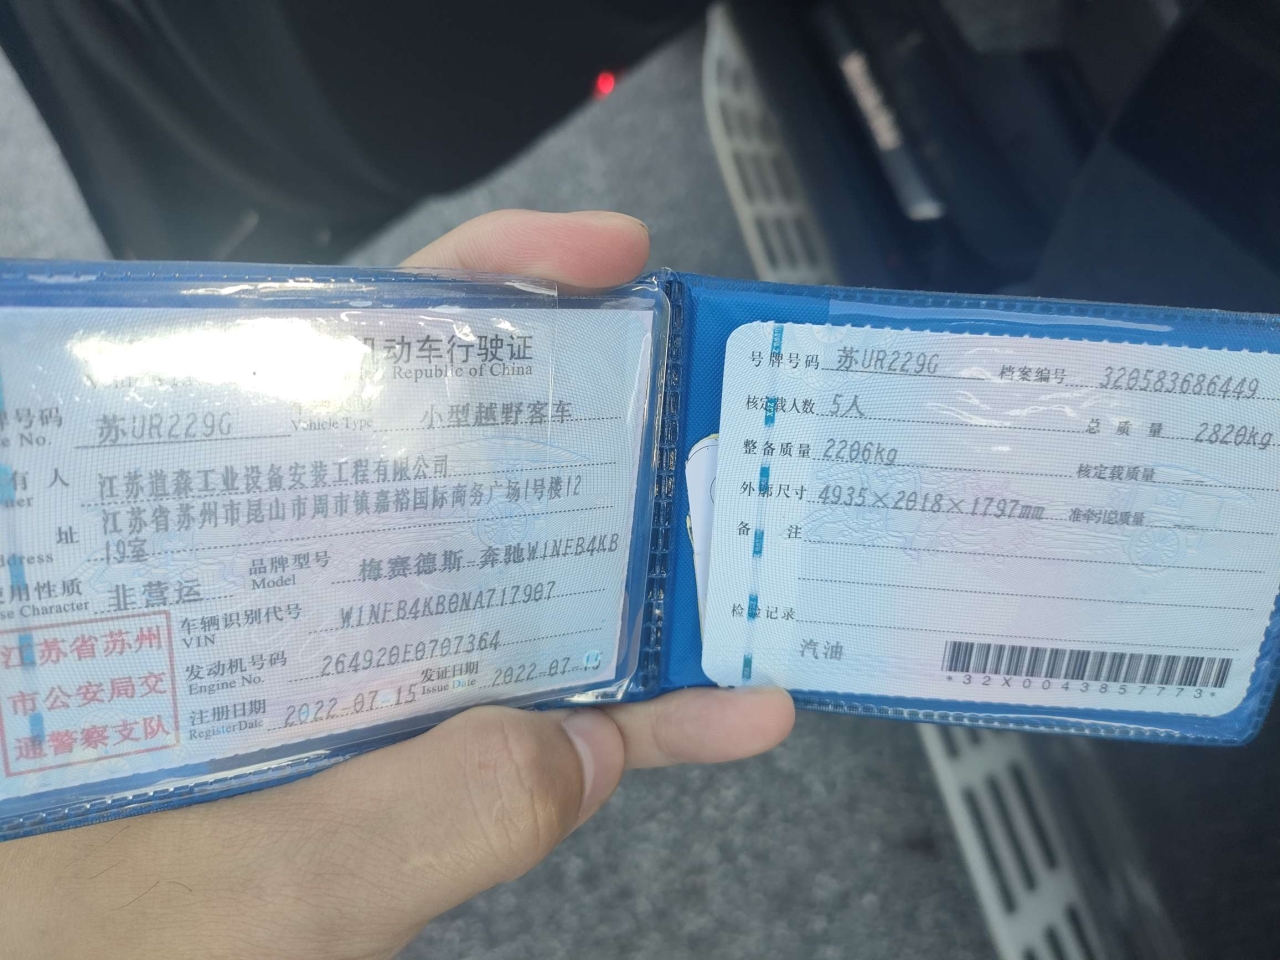 机动车行驶证
Republic of China
牌号码 苏UR229G Vehicle Type 小型越野客车
e No.
有人 江苏道森工业设备安装工程有限公司
ner
址 江苏省苏州市昆山市周市镇嘉裕国际商务广场1号楼12
ddress 19室
使用性质 非营运 品牌型号 梅赛德斯-奔驰W1NFB4KB
se Character Model
车辆识别代号 W1NFB4KB0NA717907
VIN
发动机号码 264920E0707364
Engine No.
注册日期 2022-07-15 发证日期 2022-07-15
Register Date Issue Date
江苏省苏州
市公安局交
通警察支队
号牌号码 苏UR229G 档案编号 320583686449
核定载人数 5人 总质量 2820kg
整备质量 2206kg 核定载质量 --
外廓尺寸 4935×2018×1797mm 准牵引总质量 --
备注
检验记录
汽油
*32X0043857773*